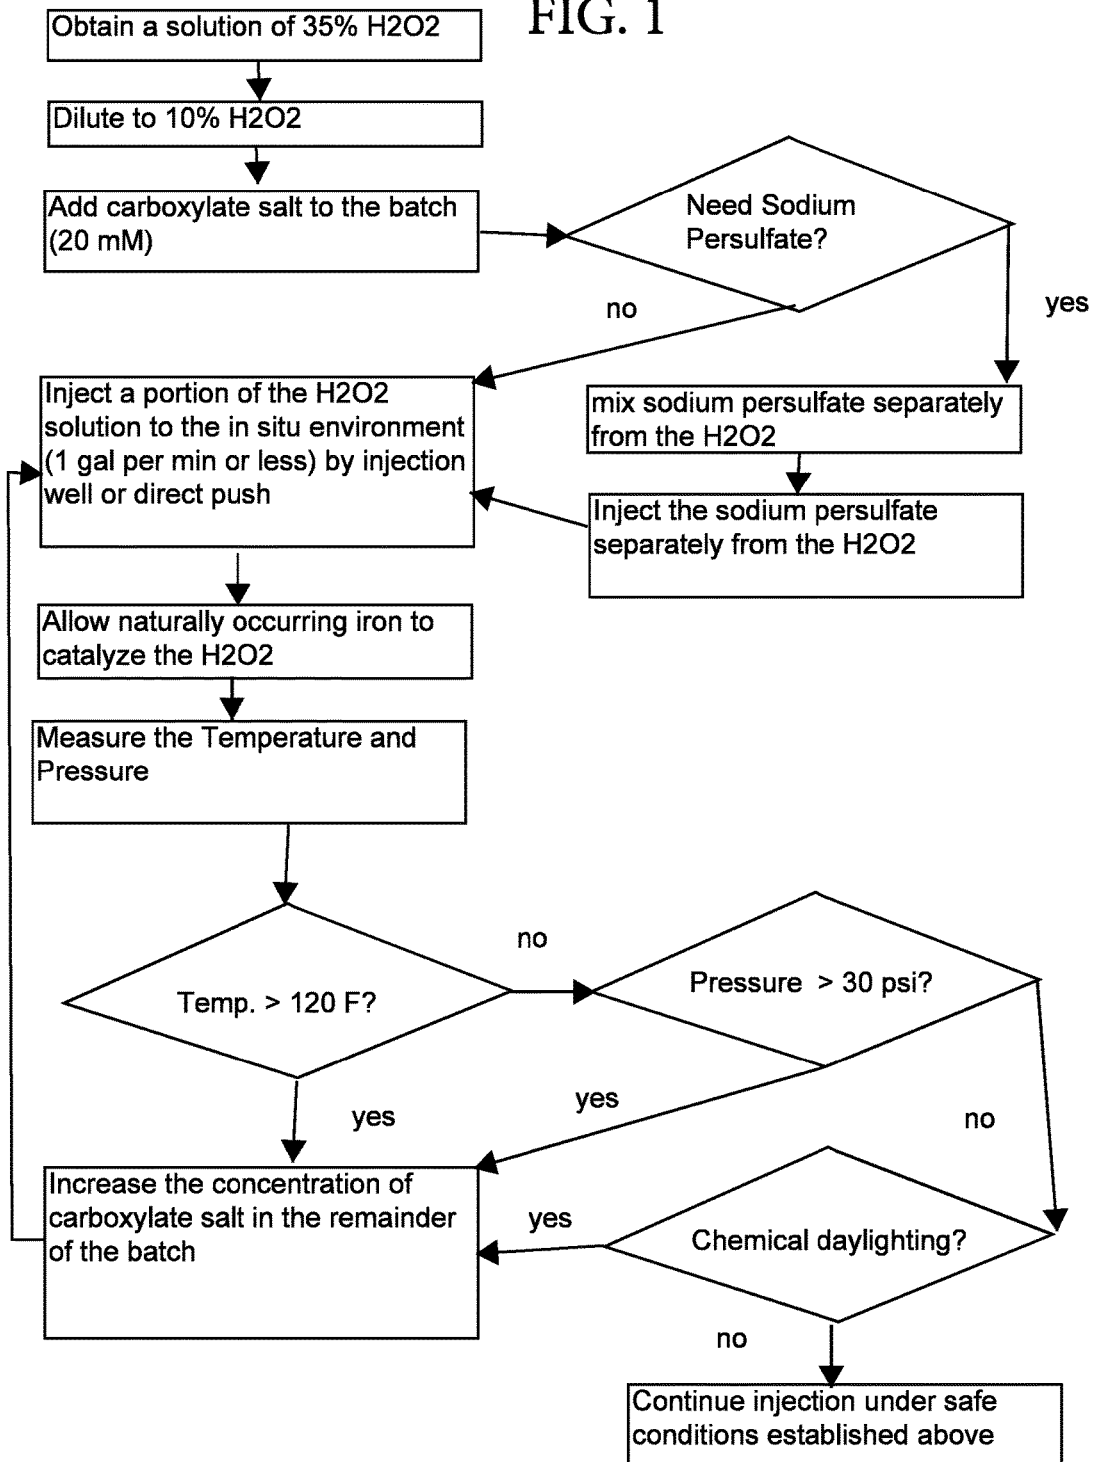 FIG. 1
Obtain a solution of 35% H2O2
Dilute to 10% H2O2
Add carboxylate salt to the batch
(20 mM)
Need Sodium
Persulfate?
no
yes
Inject a portion of the H2O2
solution to the in situ environment
(1 gal per min or less) by injection
well or direct push
mix sodium persulfate separately
from the H2O2
Inject the sodium persulfate
separately from the H2O2
Allow naturally occurring iron to
catalyze the H2O2
Measure the Temperature and
Pressure
Temp. > 120 F?
no
Pressure > 30 psi?
yes
yes
no
Increase the concentration of
carboxylate salt in the remainder
of the batch
yes
Chemical daylighting?
no
Continue injection under safe
conditions established above